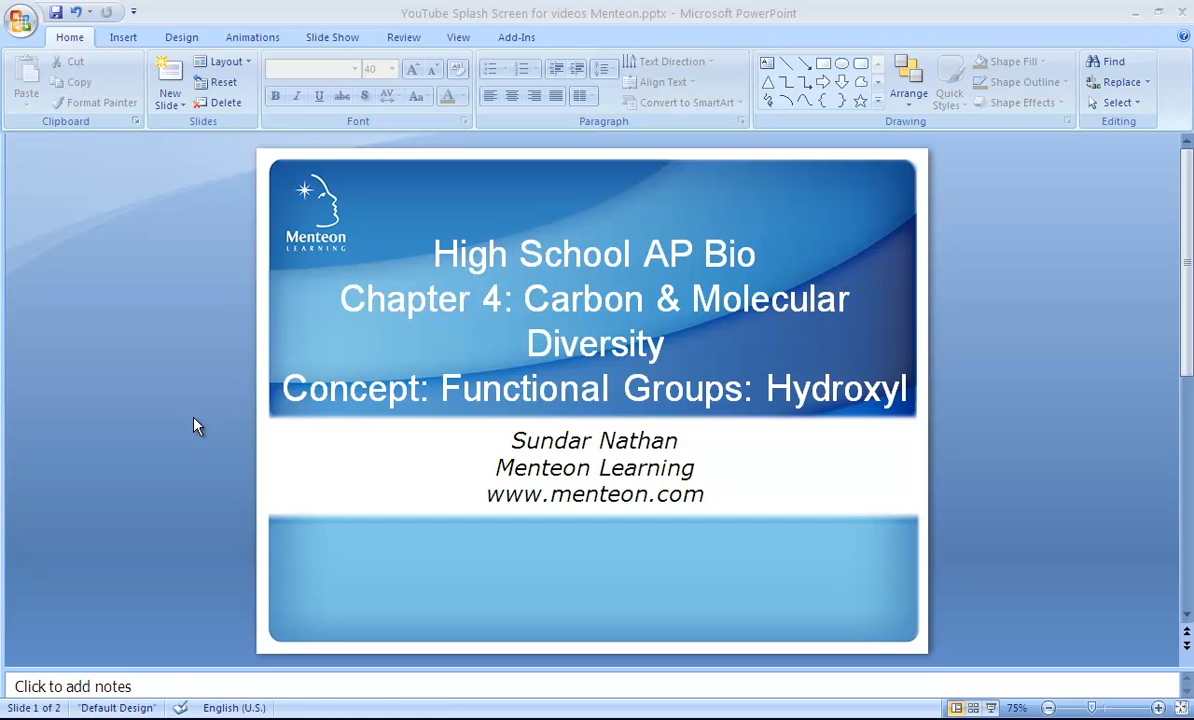 YouTube Splash Screen for videos Menteon.pptx - Microsoft PowerPoint
Home Insert Design Animations Slide Show Review View Add-Ins
Paste
Cut
Copy
Format Painter
Clipboard
New Slide
Layout
Reset
Delete
Slides
40
B I U abc S AV Aa A
Font
Text Direction
Align Text
Convert to SmartArt
Paragraph
Arrange
Quick Styles
Shape Fill
Shape Outline
Shape Effects
Drawing
Find
Replace
Select
Editing
Menteon
LEARNING
High School AP Bio
Chapter 4: Carbon & Molecular
Diversity
Concept: Functional Groups: Hydroxyl
Sundar Nathan
Menteon Learning
www.menteon.com
Click to add notes
Slide 1 of 2 "Default Design" English (U.S.) 75%